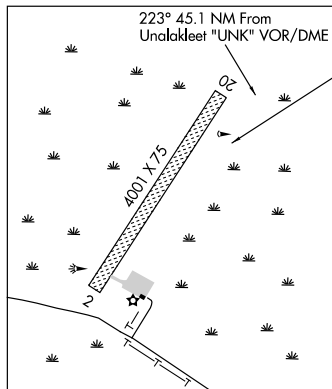 223° 45.1 NM From
Unalakleet "UNK" VOR/DME
20
4001 X 75
2
T
T
T
T
T